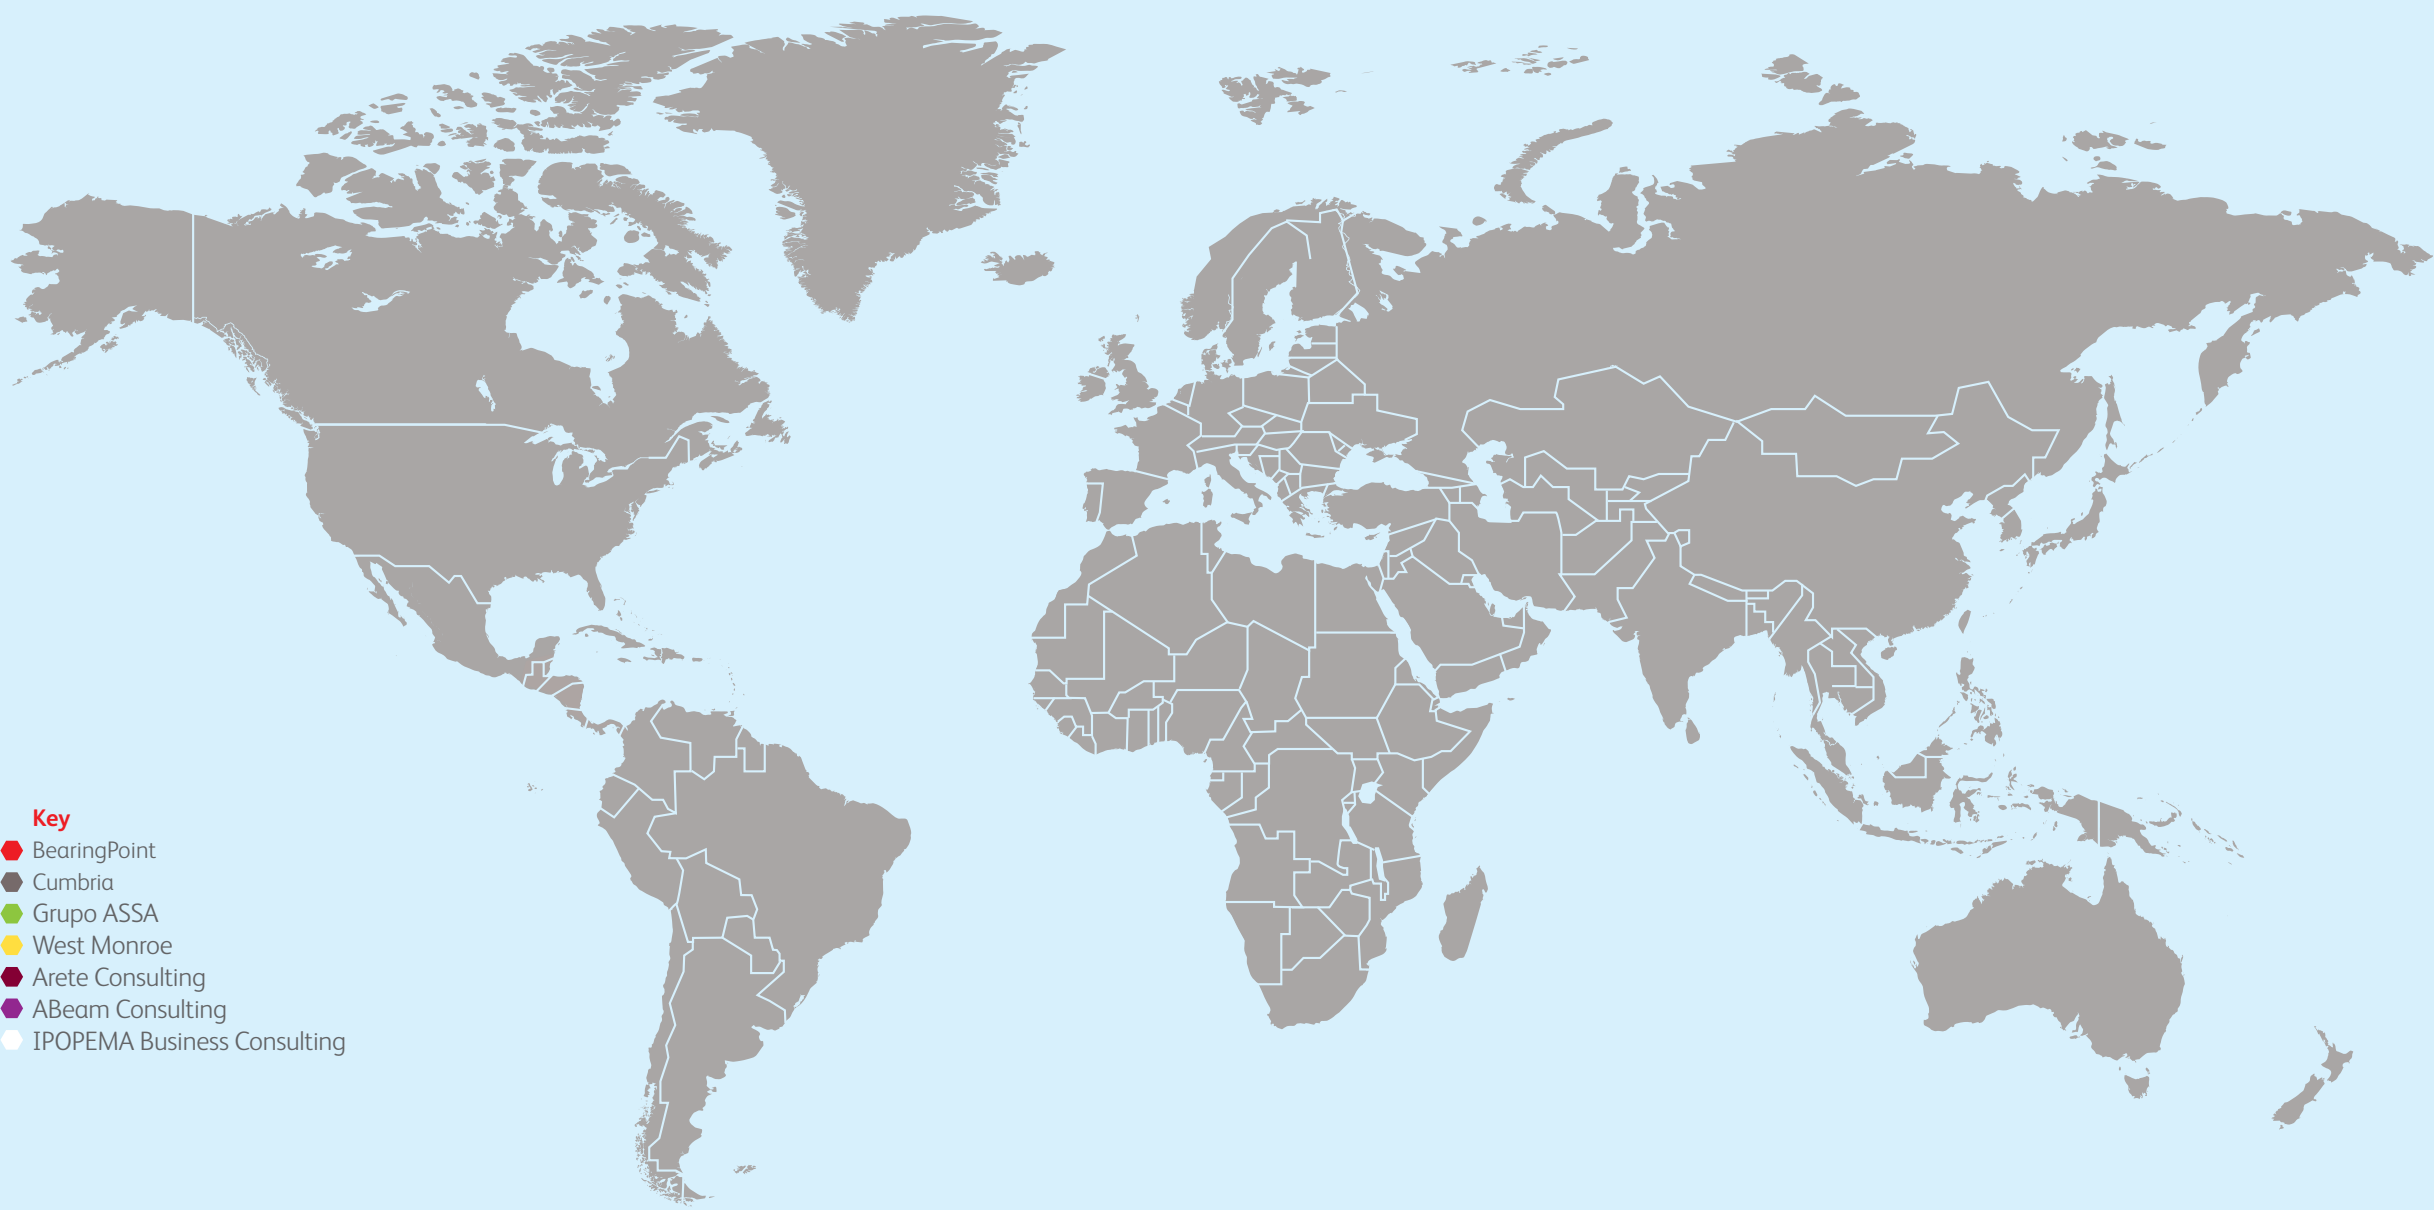 Key
BearingPoint
Cumbria
Grupo ASSA
West Monroe
Arete Consulting
ABeam Consulting
IPOPEMA Business Consulting